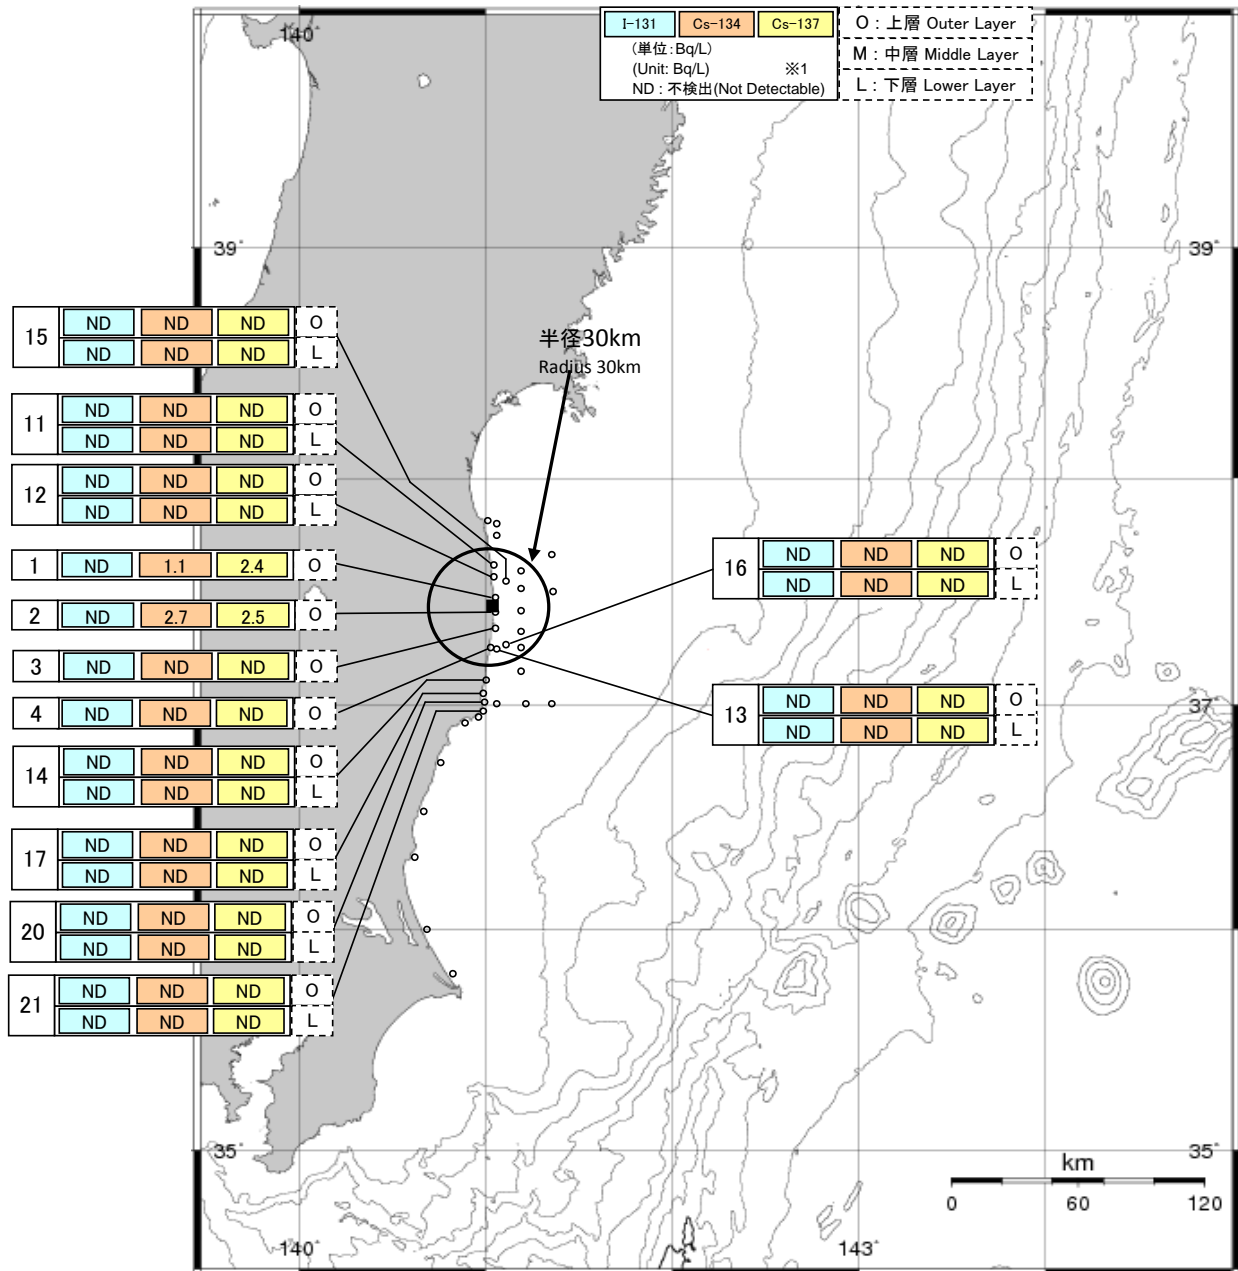 140°
I-131 Cs-134 Cs-137
(単位:Bq/L)
(Unit: Bq/L) ※1
ND : 不検出(Not Detectable)
O : 上層 Outer Layer
M : 中層 Middle Layer
L : 下層 Lower Layer
39° 39°
半径30km
Radius 30km
15 ND ND ND O
ND ND ND L
11 ND ND ND O
ND ND ND L
12 ND ND ND O
ND ND ND L
1 ND 1.1 2.4 O
2 ND 2.7 2.5 O
3 ND ND ND O
4 ND ND ND O
14 ND ND ND O
ND ND ND L
17 ND ND ND O
ND ND ND L
20 ND ND ND O
ND ND ND L
21 ND ND ND O
ND ND ND L
16 ND ND ND O
ND ND ND L
13 ND ND ND O
ND ND ND L
37°
35° 35°
km
0 60 120
140° 143°